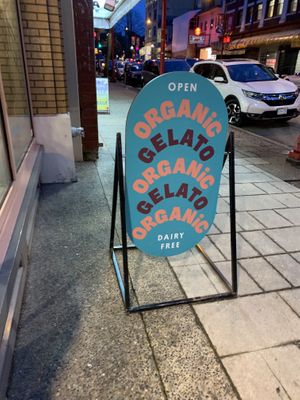 OPEN
ORGANIC
GELATO
ORGANIC
GELATO
ORGANIC
DAIRY
FREE